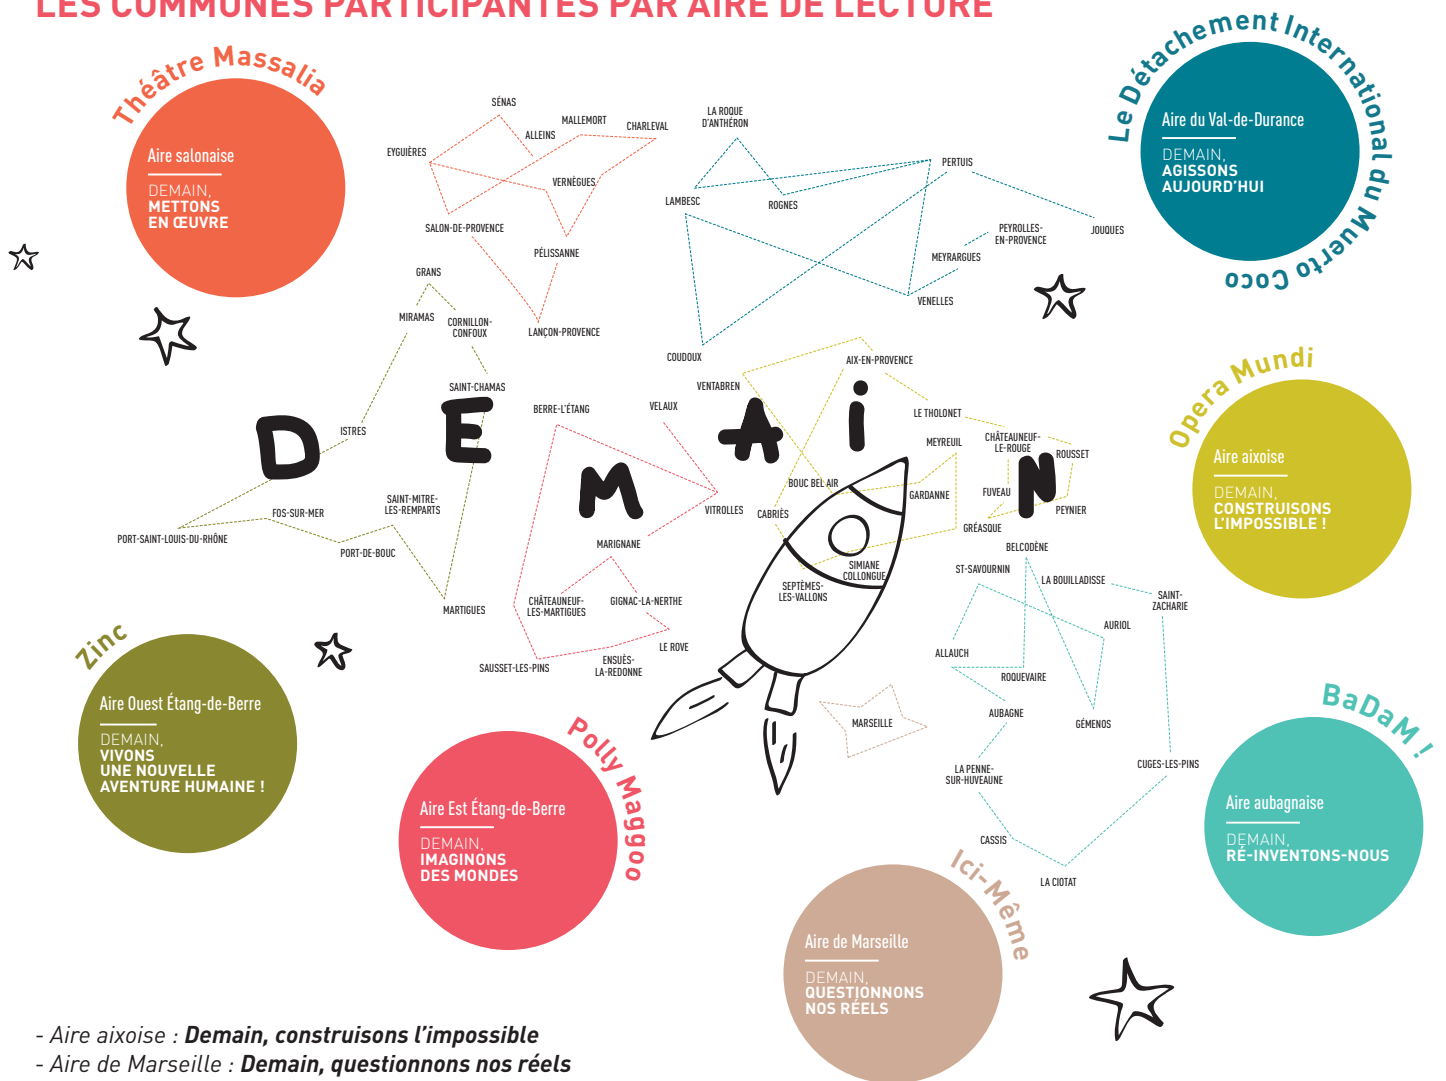 LES COMMUNES PARTICIPANTES PAR AIRE DE LECTURE
Théâtre Massalia
Aire salonaise
DEMAIN,
METTONS
EN ŒUVRE
Le Détachement International du Muerto Coco
Aire du Val-de-Durance
DEMAIN,
AGISSONS
AUJOURD'HUI
SÉNAS
ALLEINS
MALLEMORT
CHARLEVAL
EYGUIÈRES
VERNÈGUES
SALON-DE-PROVENCE
PÉLISSANNE
LANÇON-PROVENCE
LA ROQUE
D'ANTHÉRON
PERTUIS
LAMBESC
ROGNES
JOUQUES
PEYROLLES-
EN-PROVENCE
MEYRARGUES
VENELLES
COUDOUX
GRANS
MIRAMAS
CORNILLON-
CONFOUX
SAINT-CHAMAS
ISTRES
SAINT-MITRE-
LES-REMPARTS
FOS-SUR-MER
PORT-SAINT-LOUIS-DU-RHÔNE
PORT-DE-BOUC
MARTIGUES
DEMAiN
BERRE-L'ÉTANG
VELAUX
VITROLLES
MARIGNANE
CHÂTEAUNEUF-
LES-MARTIGUES
GIGNAC-LA-NERTHE
LE ROVE
ENSUÈS-
LA-REDONNE
SAUSSET-LES-PINS
VENTABREN
AIX-EN-PROVENCE
LE THOLONET
MEYREUIL
CHÂTEAUNEUF-
LE-ROUGE
ROUSSET
BOUC BEL AIR
GARDANNE
FUVEAU
PEYNIER
CABRIÈS
GRÉASQUE
SIMIANE
COLLONGUE
SEPTÈMES-
LES-VALLONS
BELCODÈNE
ST-SAVOURNIN
LA BOUILLADISSE
SAINT-
ZACHARIE
AURIOL
ALLAUCH
ROQUEVAIRE
AUBAGNE
GÉMENOS
CUGES-LES-PINS
LA PENNE-
SUR-HUVEAUNE
CASSIS
LA CIOTAT
MARSEILLE
Opera Mundi
Aire aixoise
DEMAIN,
CONSTRUISONS
L'IMPOSSIBLE !
Zinc
Aire Ouest Étang-de-Berre
DEMAIN,
VIVONS
UNE NOUVELLE
AVENTURE HUMAINE !
Polly Maggoo
Aire Est Étang-de-Berre
DEMAIN,
IMAGINONS
DES MONDES
BaDaM !
Aire aubagnaise
DEMAIN,
RÉ-INVENTONS-NOUS
Ici-Même
Aire de Marseille
DEMAIN,
QUESTIONNONS
NOS RÉELS
- Aire aixoise : Demain, construisons l'impossible
- Aire de Marseille : Demain, questionnons nos réels